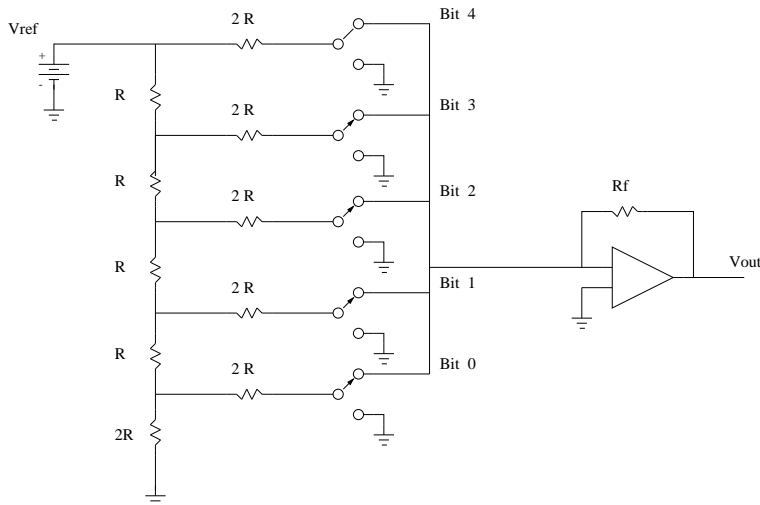 2 R
Bit 4
Vref
+
-
R
2 R
Bit 3
R
2 R
Bit 2
Rf
R
2 R
Bit 1
Vout
R
2 R
Bit 0
2R